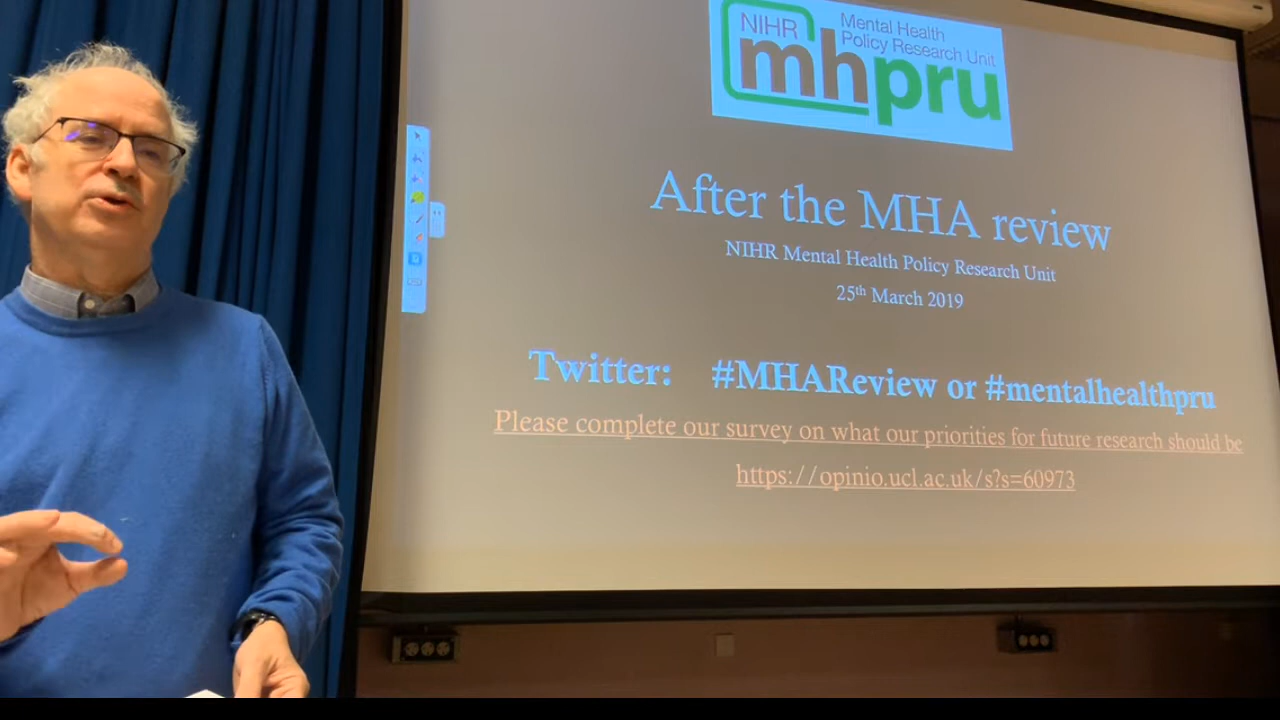 NIHR
Mental Health
Policy Research Unit
mhpru
After the MHA review
NIHR Mental Health Policy Research Unit
25th March 2019
Twitter: #MHAReview or #mentalhealthpru
Please complete our survey on what our priorities for future research should be
https://opinio.ucl.ac.uk/s?s=60973